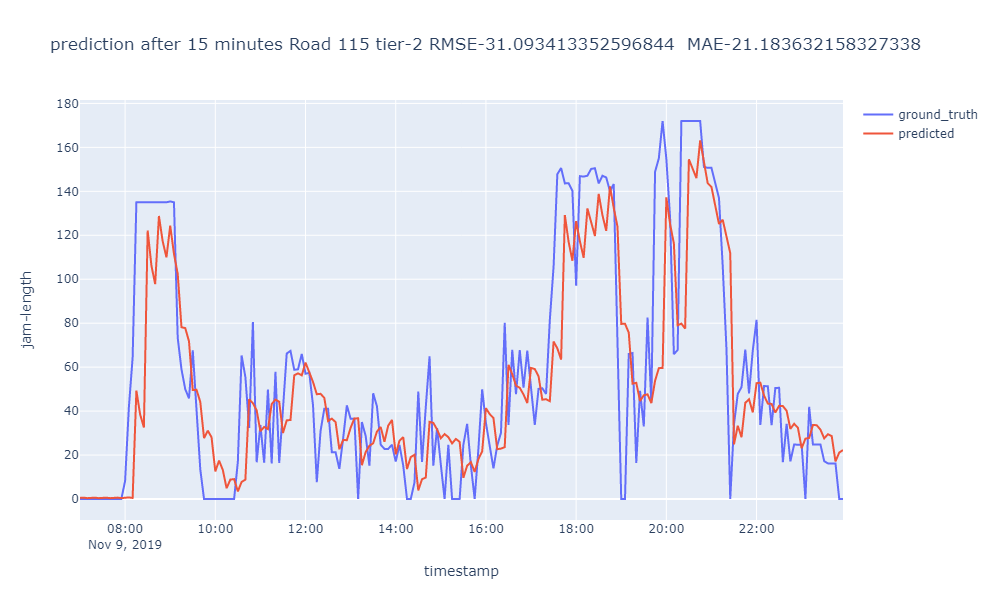 prediction after 15 minutes Road 115 tier-2 RMSE-31.093413352596844  MAE-21.183632158327338
ground_truth
predicted
180
160
140
120
100
80
60
40
20
0
jam-length
08:00 10:00 12:00 14:00 16:00 18:00 20:00 22:00
Nov 9, 2019
timestamp